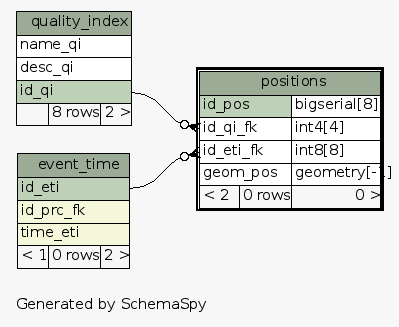 quality_index
name_qi
desc_qi
id_qi
8 rows 2 >
positions
id_pos bigserial[8]
id_qi_fk int4[4]
id_eti_fk int8[8]
geom_pos geometry[-1]
< 2 0 rows 0 >
event_time
id_eti
id_prc_fk
time_eti
< 1 0 rows 2 >
Generated by SchemaSpy